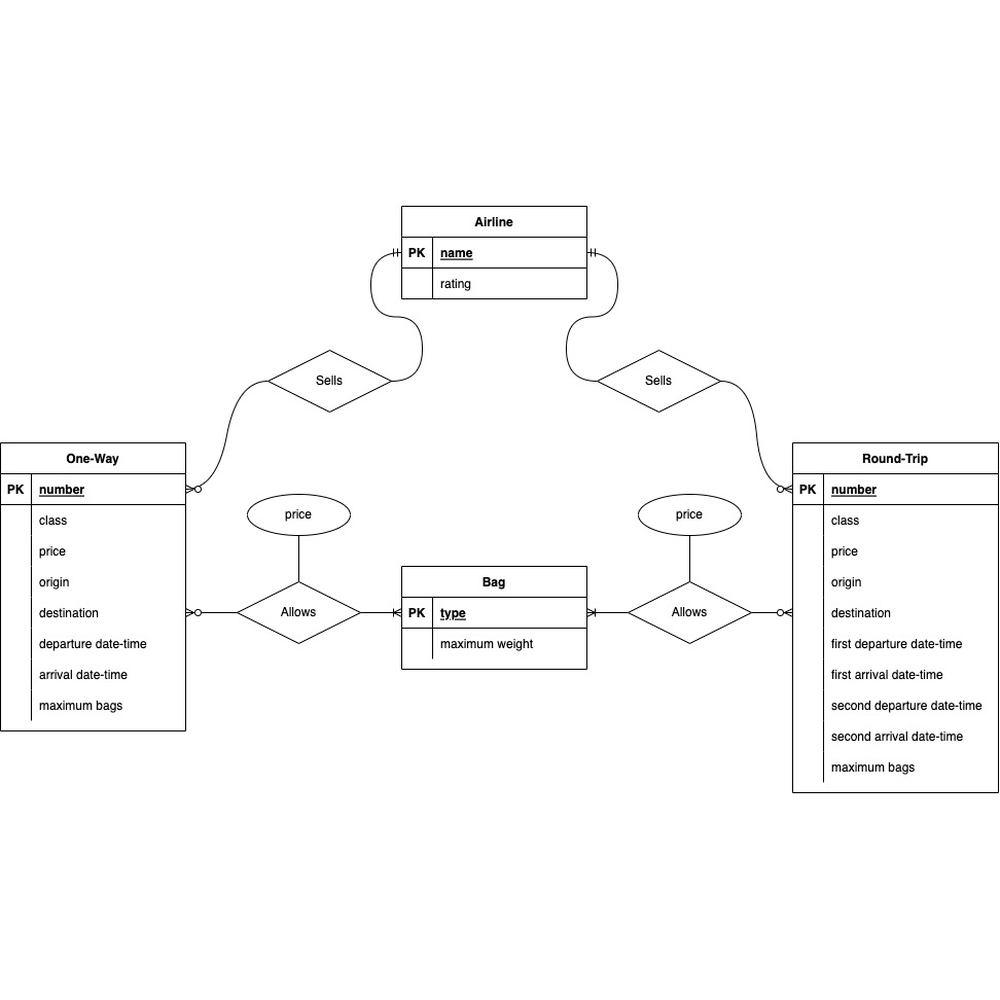 Airline
PK name
rating
Sells
Sells
One-Way
PK number
class
price
origin
destination
departure date-time
arrival date-time
maximum bags
price
Allows
Bag
PK type
maximum weight
price
Allows
Round-Trip
PK number
class
price
origin
destination
first departure date-time
first arrival date-time
second departure date-time
second arrival date-time
maximum bags